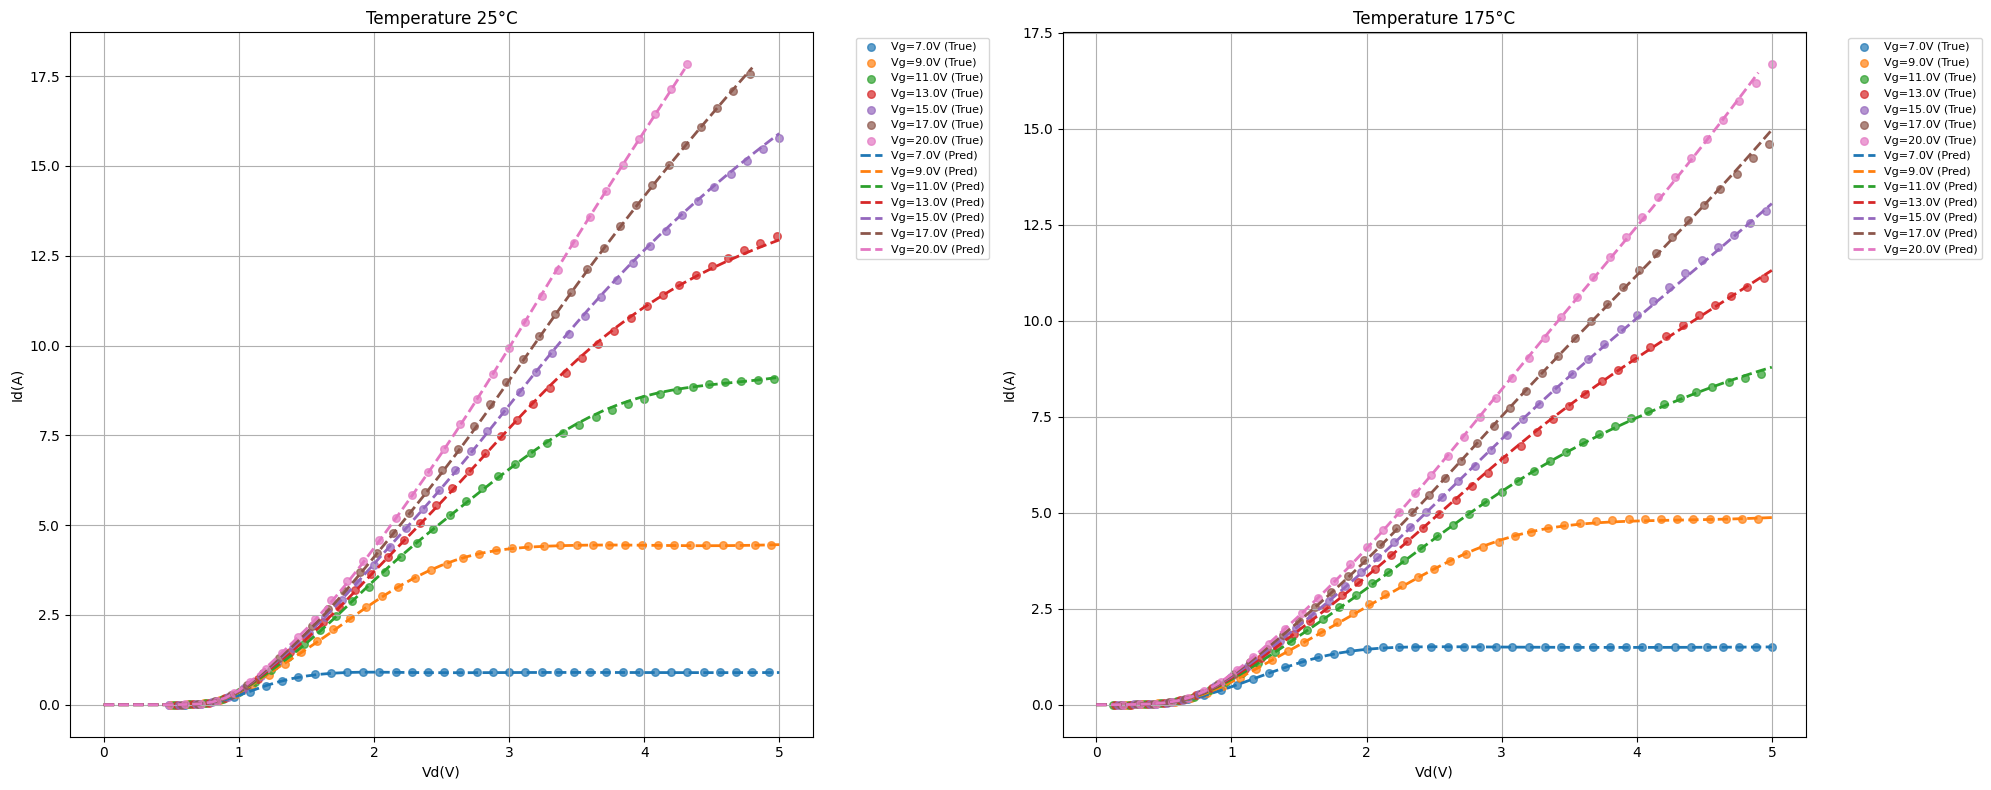 Temperature 25°C
17.5
15.0
12.5
10.0
7.5
5.0
2.5
0.0
Id(A)
0 1 2 3 4 5
Vd(V)
Vg=7.0V (True)
Vg=9.0V (True)
Vg=11.0V (True)
Vg=13.0V (True)
Vg=15.0V (True)
Vg=17.0V (True)
Vg=20.0V (True)
Vg=7.0V (Pred)
Vg=9.0V (Pred)
Vg=11.0V (Pred)
Vg=13.0V (Pred)
Vg=15.0V (Pred)
Vg=17.0V (Pred)
Vg=20.0V (Pred)
Temperature 175°C
17.5
15.0
12.5
10.0
7.5
5.0
2.5
0.0
Id(A)
0 1 2 3 4 5
Vd(V)
Vg=7.0V (True)
Vg=9.0V (True)
Vg=11.0V (True)
Vg=13.0V (True)
Vg=15.0V (True)
Vg=17.0V (True)
Vg=20.0V (True)
Vg=7.0V (Pred)
Vg=9.0V (Pred)
Vg=11.0V (Pred)
Vg=13.0V (Pred)
Vg=15.0V (Pred)
Vg=17.0V (Pred)
Vg=20.0V (Pred)